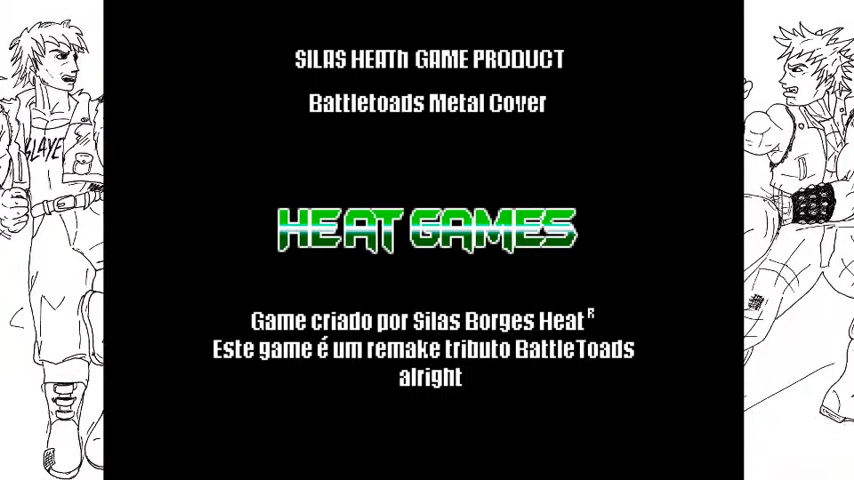 SILAS HEATh GAME PRODUCT
Battletoads Metal Cover
HEAT GAMES
Game criado por Silas Borges Heat R
Este game é um remake tributo BattleToads
alright
SLAYE